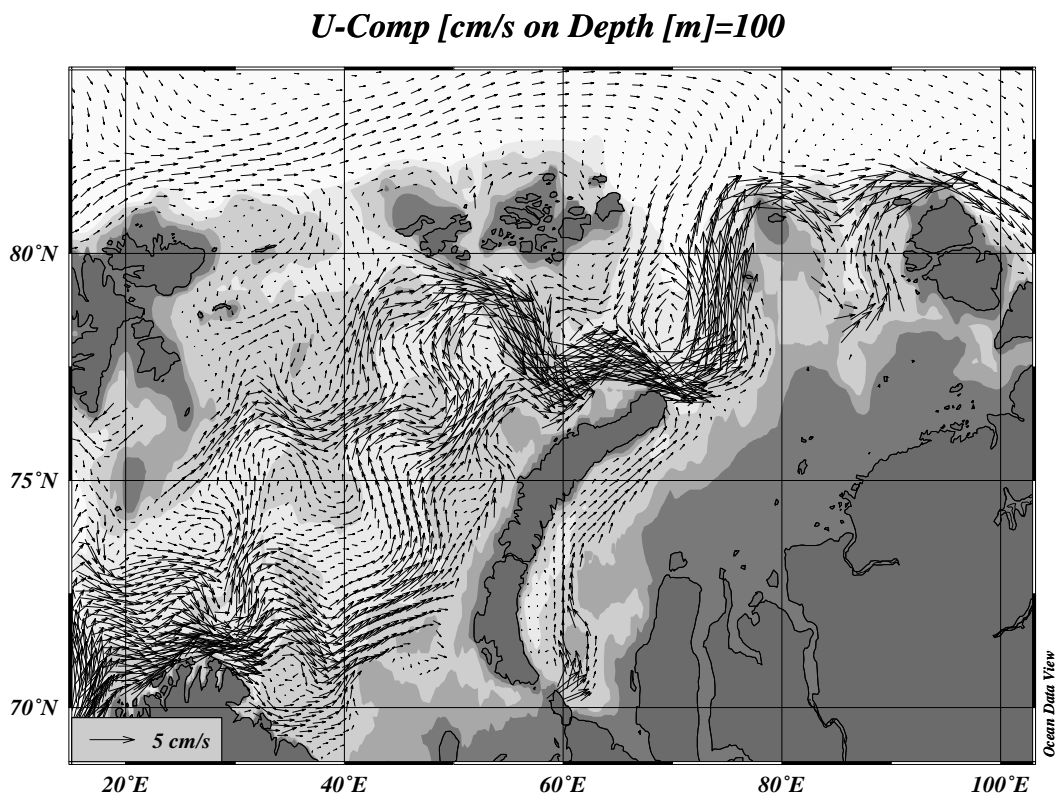 U-Comp [cm/s on Depth [m]=100
80°N
75°N
70°N
5 cm/s
20°E
40°E
60°E
80°E
100°E
Ocean Data View